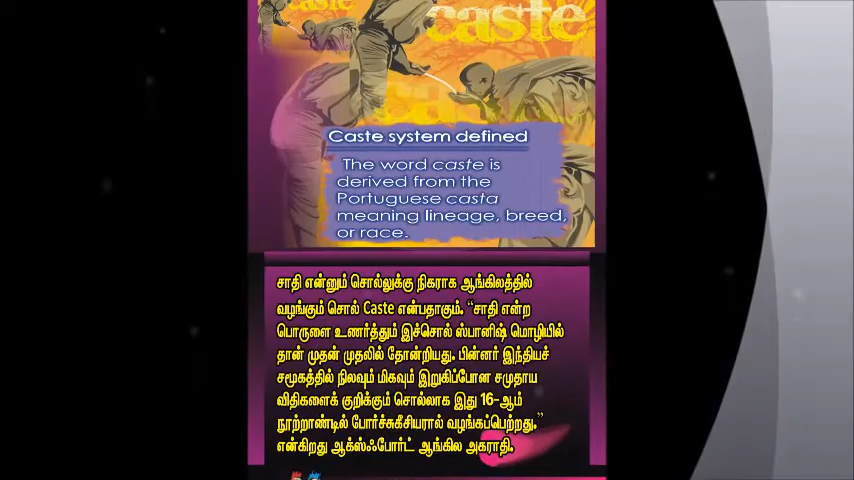 caste
caste
ca
Caste system defined
The word caste is
derived from the
Portuguese casta
meaning lineage, breed,
or race.
சாதி என்னும் சொல்லுக்கு நிகராக ஆங்கிலத்தில்
வழங்கும் சொல் Caste என்பதாகும். “சாதி என்ற
பொருளை உணர்த்தும் இச்சொல் ஸ்பானிஷ் மொழியில்
தான் முதன் முதலில் தோன்றியது. பின்னர் இந்தியச்
சமூகத்தில் நிலவும் மிகவும் இறுகிப்போன சமுதாய
விதிகளைக் குறிக்கும் சொல்லாக இது 16-ஆம்
நூற்றாண்டில் போர்ச்சுகீசியரால் வழங்கப்பெற்றது.”
என்கிறது ஆக்ஸ்ஃபோர்ட் ஆங்கில அகராதி.